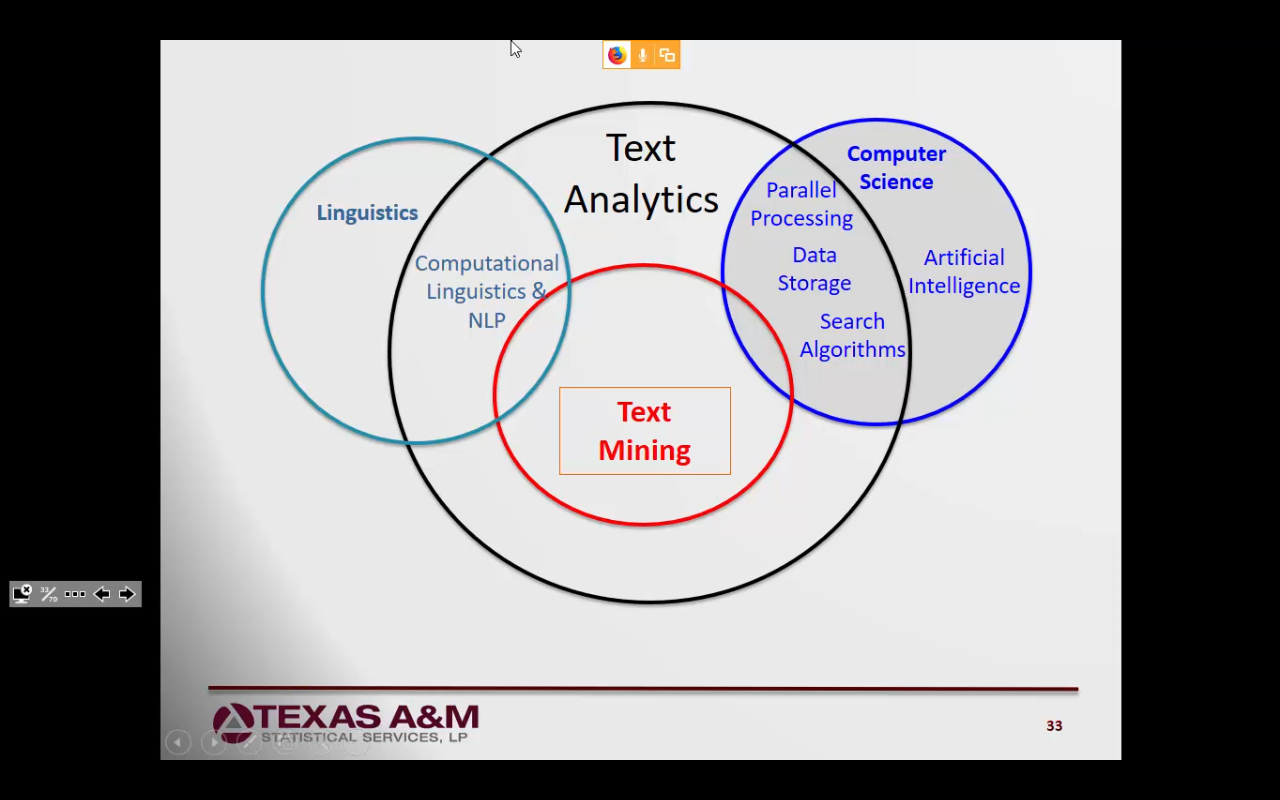 Text
Analytics
Linguistics
Computational
Linguistics &
NLP
Computer
Science
Parallel
Processing
Data
Storage
Search
Algorithms
Artificial
Intelligence
Text
Mining
33/79
TEXAS A&M
STATISTICAL SERVICES, LP
33